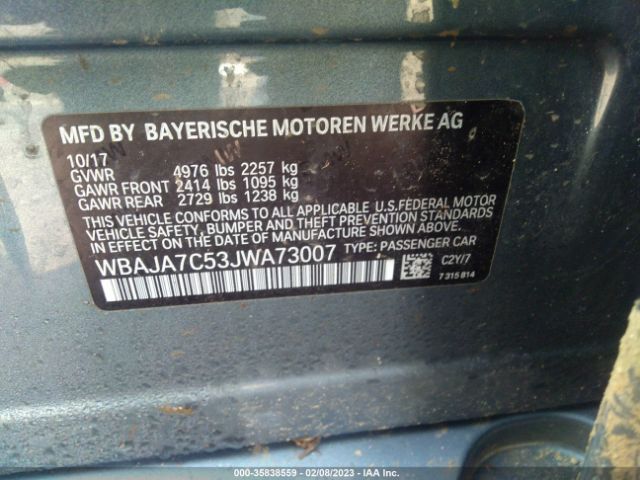 MFD BY BAYERISCHE MOTOREN WERKE AG
10/17
GVWR 4976 lbs 2257 kg
GAWR FRONT 2414 lbs 1095 kg
GAWR REAR 2729 lbs 1238 kg
THIS VEHICLE CONFORMS TO ALL APPLICABLE U.S.FEDERAL MOTOR
VEHICLE SAFETY, BUMPER AND THEFT PREVENTION STANDARDS
IN EFFECT ON THE DATE OF MANUFACTURE SHOWN ABOVE.
WBAJA7C53JWA73007 TYPE: PASSENGER CAR
C2Y/7
7 315 814
000-35838559 - 02/08/2023 - IAA Inc.